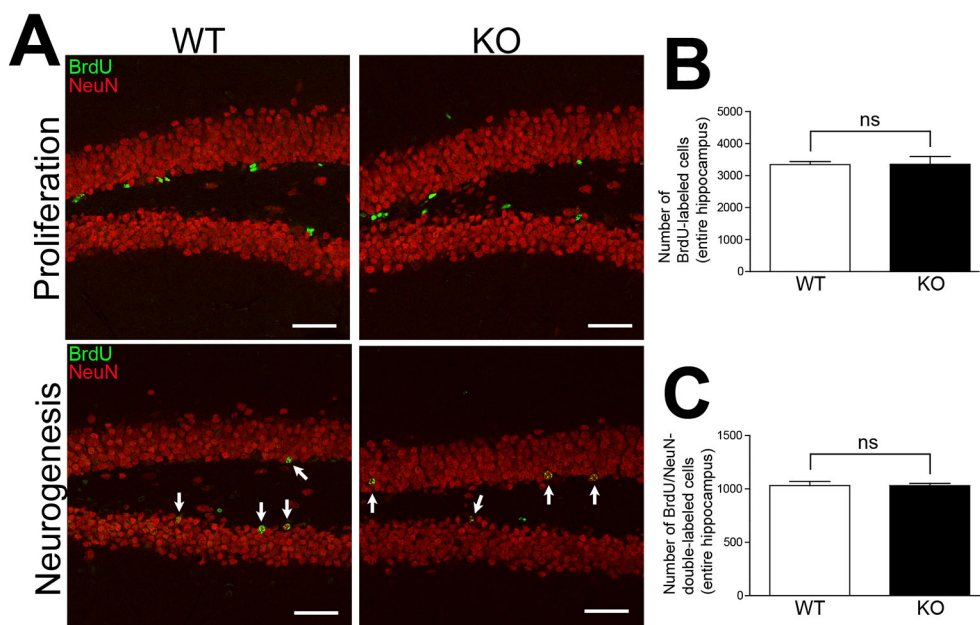 A
WT
KO
Proliferation
BrdU
NeuN
Neurogenesis
BrdU
NeuN
B
Number of
BrdU-labeled cells
(entire hippocampus)
5000
4000
3000
2000
1000
0
ns
WT
KO
C
Number of BrdU/NeuN-
double-labeled cells
(entire hippocampus)
1500
1000
500
0
ns
WT
KO